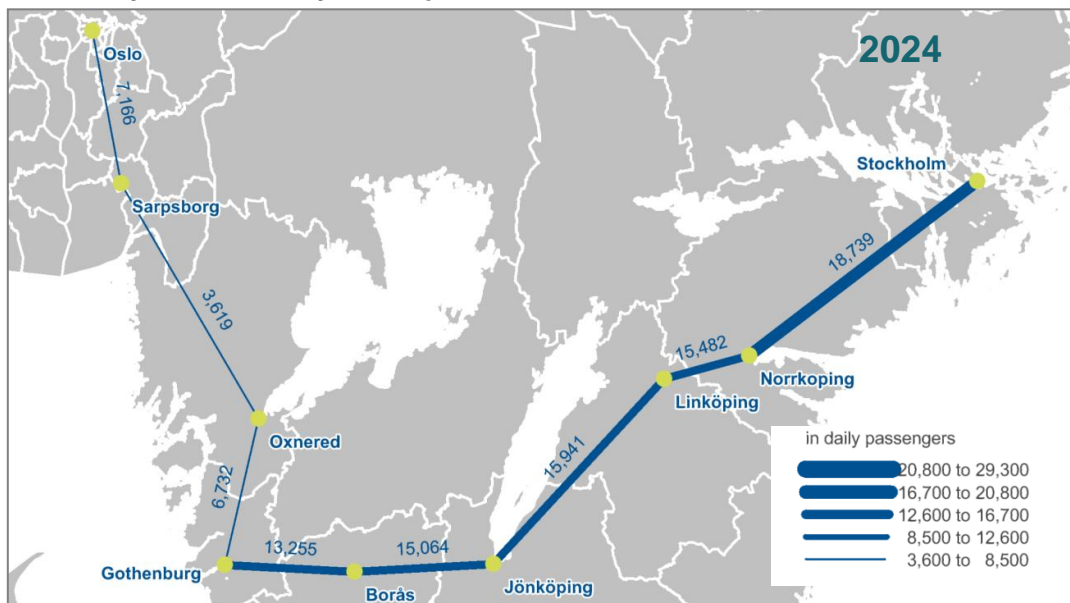 2024
Oslo
7,166
Sarpsborg
3,619
Oxnered
6,732
Gothenburg
13,255
Borås
15,064
Jönköping
15,941
Linköping
15,482
Norrkoping
18,739
Stockholm
in daily passengers
20,800 to 29,300
16,700 to 20,800
12,600 to 16,700
8,500 to 12,600
3,600 to 8,500